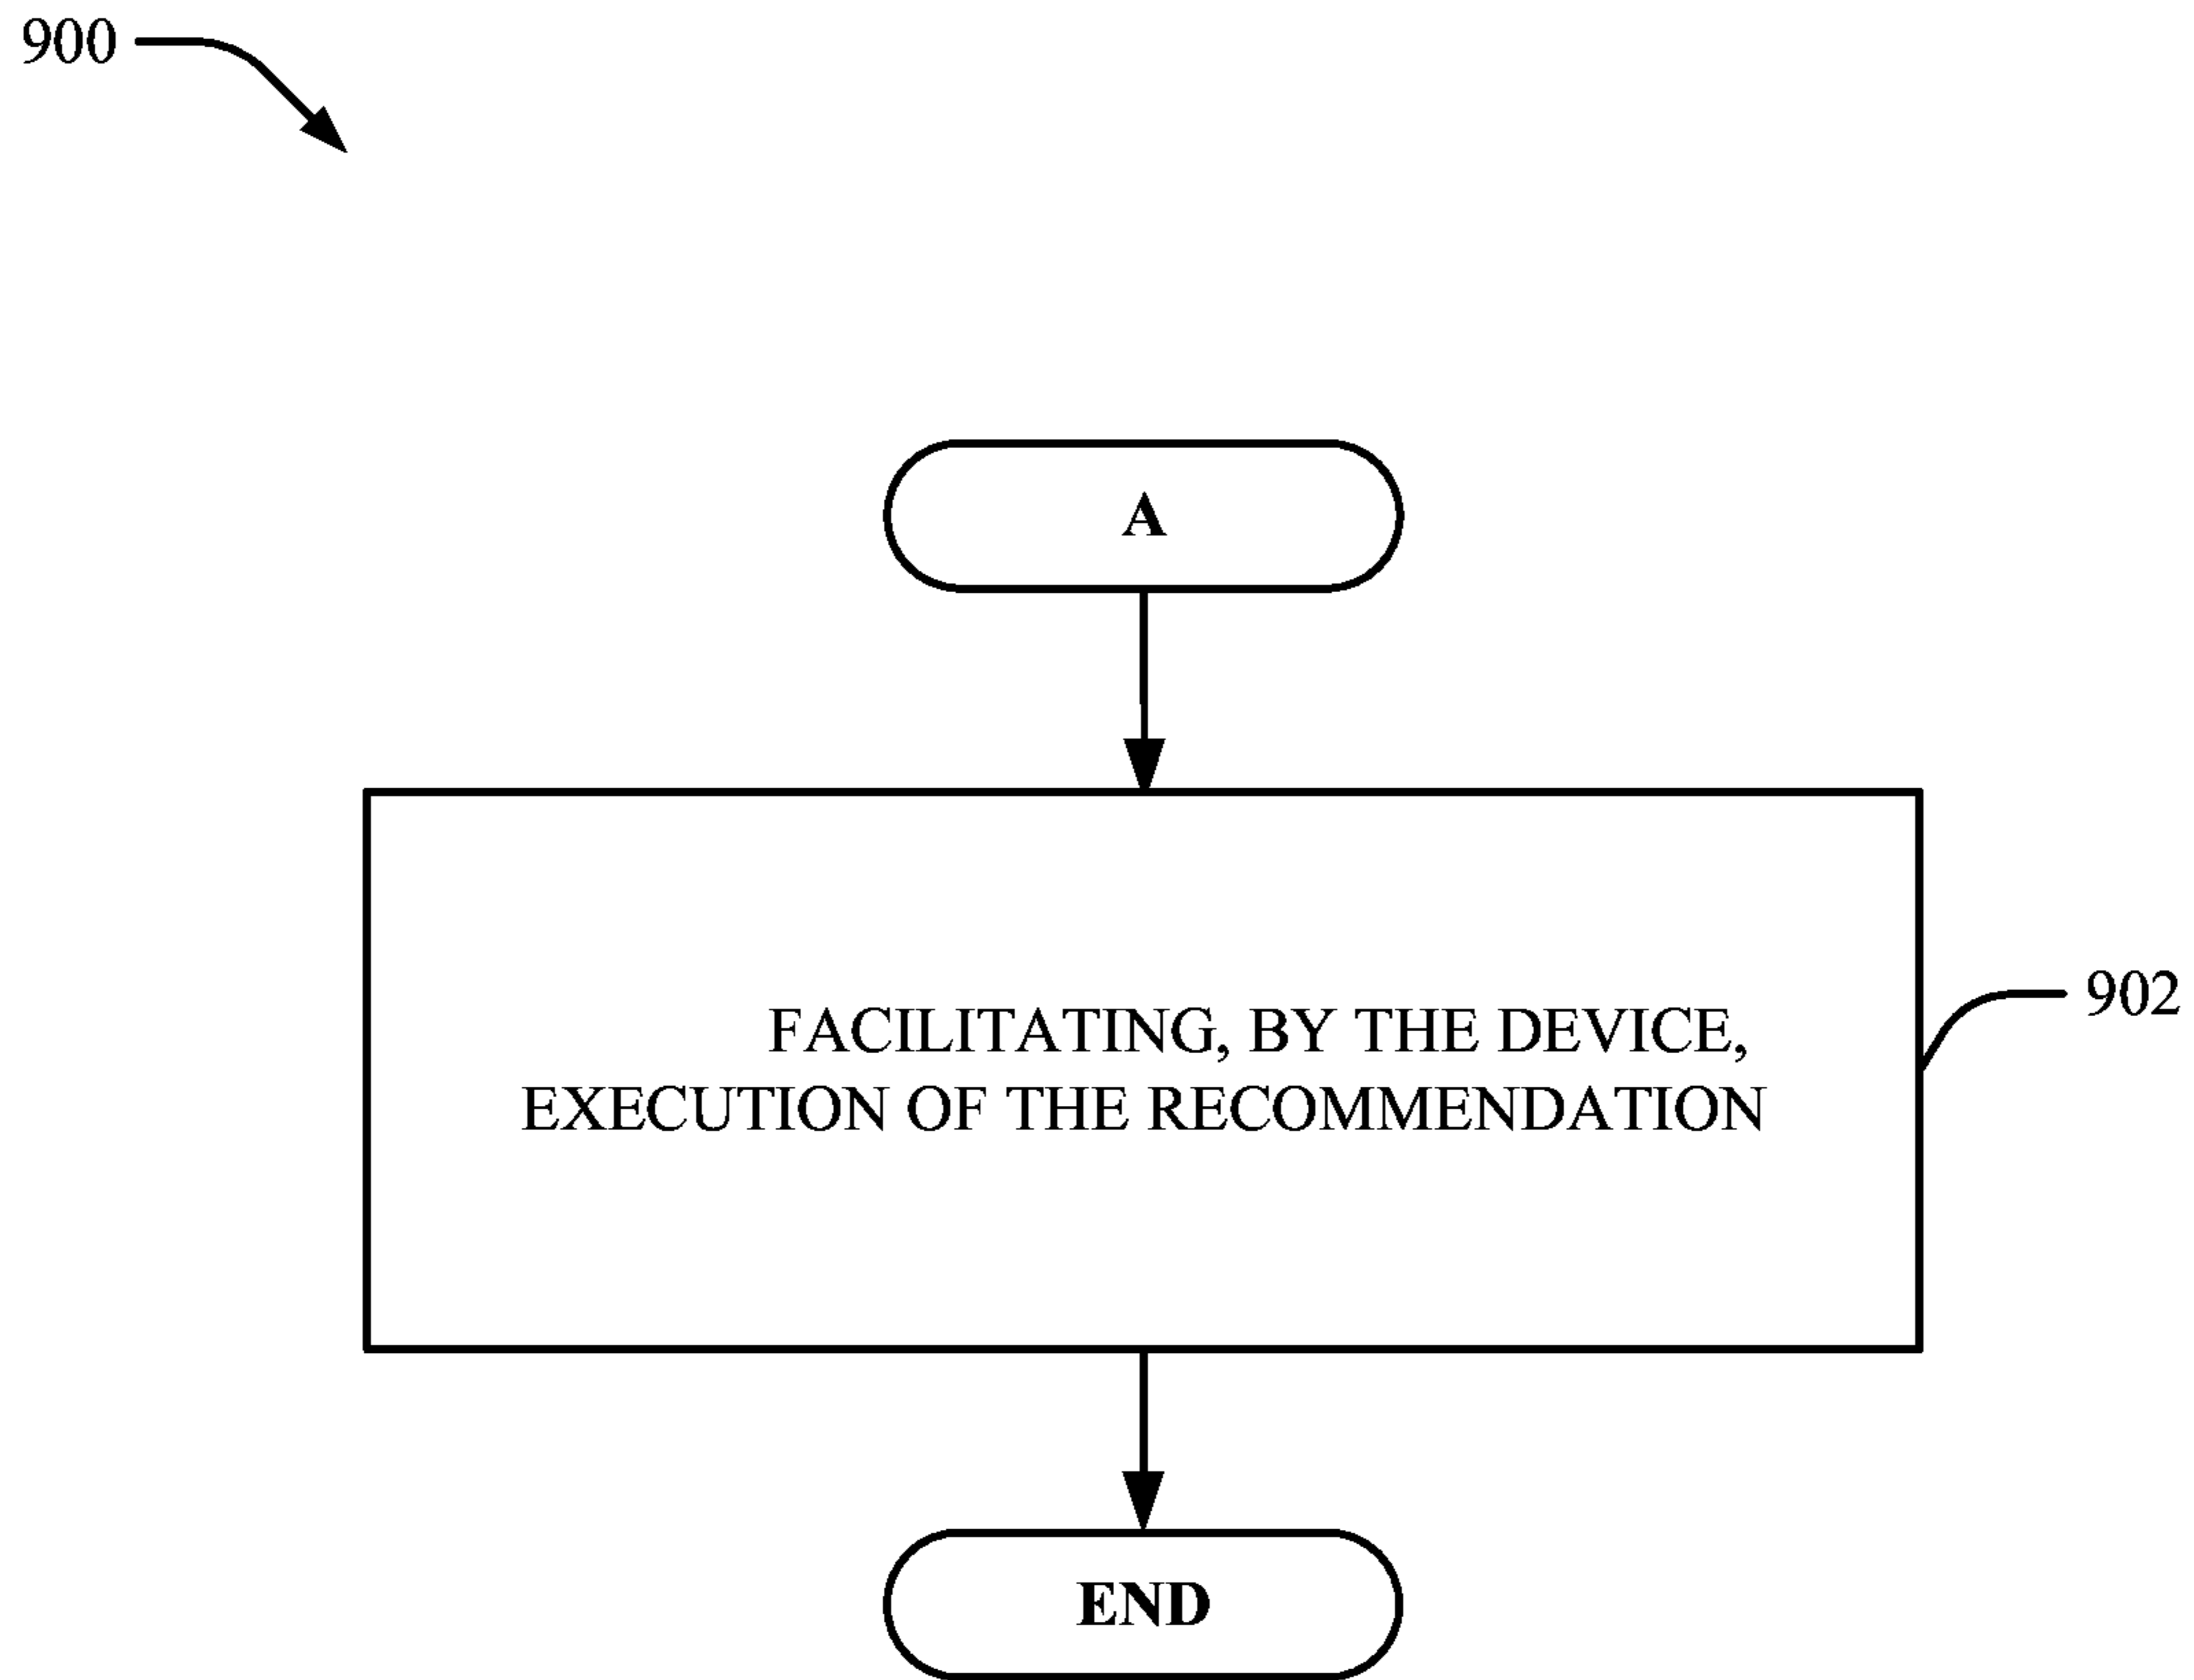 900
A
FACILITATING, BY THE DEVICE,
EXECUTION OF THE RECOMMENDATION
902
END